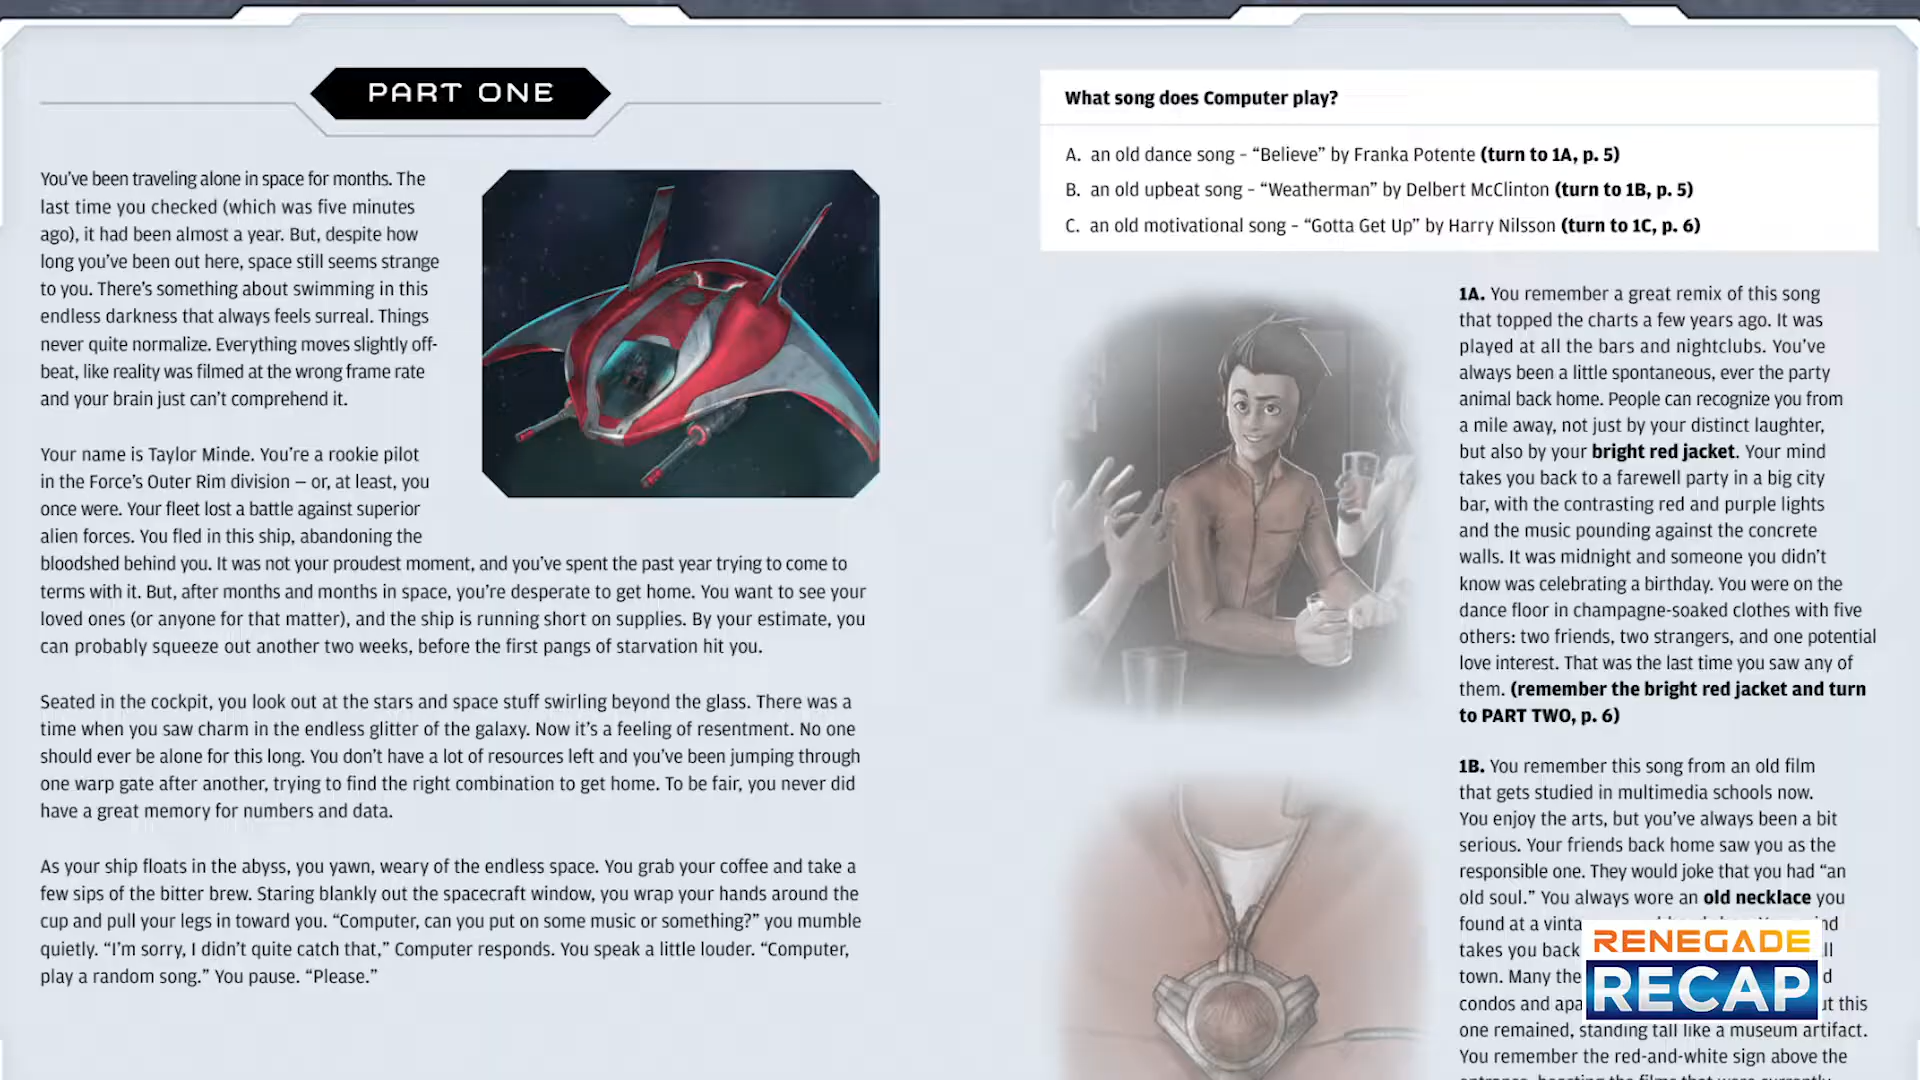 PART ONE
You’ve been traveling alone in space for months. The
last time you checked (which was five minutes
ago), it had been almost a year. But, despite how
long you’ve been out here, space still seems strange
to you. There’s something about swimming in this
endless darkness that always feels surreal. Things
never quite normalize. Everything moves slightly off-
beat, like reality was filmed at the wrong frame rate
and your brain just can’t comprehend it.
Your name is Taylor Minde. You’re a rookie pilot
in the Force’s Outer Rim division – or, at least, you
once were. Your fleet lost a battle against superior
alien forces. You fled in this ship, abandoning the
bloodshed behind you. It was not your proudest moment, and you’ve spent the past year trying to come to
terms with it. But, after months and months in space, you’re desperate to get home. You want to see your
loved ones (or anyone for that matter), and the ship is running short on supplies. By your estimate, you
can probably squeeze out another two weeks, before the first pangs of starvation hit you.
Seated in the cockpit, you look out at the stars and space stuff swirling beyond the glass. There was a
time when you saw charm in the endless glitter of the galaxy. Now it’s a feeling of resentment. No one
should ever be alone for this long. You don’t have a lot of resources left and you’ve been jumping through
one warp gate after another, trying to find the right combination to get home. To be fair, you never did
have a great memory for numbers and data.
As your ship floats in the abyss, you yawn, weary of the endless space. You grab your coffee and take a
few sips of the bitter brew. Staring blankly out the spacecraft window, you wrap your hands around the
cup and pull your legs in toward you. “Computer, can you put on some music or something?” you mumble
quietly. “I’m sorry, I didn’t quite catch that,” Computer responds. You speak a little louder. “Computer,
play a random song.” You pause. “Please.”
What song does Computer play?
A. an old dance song – “Believe” by Franka Potente (turn to 1A, p. 5)
B. an old upbeat song – “Weatherman” by Delbert McClinton (turn to 1B, p. 5)
C. an old motivational song – “Gotta Get Up” by Harry Nilsson (turn to 1C, p. 6)
1A. You remember a great remix of this song
that topped the charts a few years ago. It was
played at all the bars and nightclubs. You’ve
always been a little spontaneous, ever the party
animal back home. People can recognize you from
a mile away, not just by your distinct laughter,
but also by your bright red jacket. Your mind
takes you back to a farewell party in a big city
bar, with the contrasting red and purple lights
and the music pounding against the concrete
walls. It was midnight and someone you didn’t
know was celebrating a birthday. You were on the
dance floor in champagne-soaked clothes with five
others: two friends, two strangers, and one potential
love interest. That was the last time you saw any of
them. (remember the bright red jacket and turn
to PART TWO, p. 6)
1B. You remember this song from an old film
that gets studied in multimedia schools now.
You enjoy the arts, but you’ve always been a bit
serious. Your friends back home saw you as the
responsible one. They would joke that you had “an
old soul.” You always wore an old necklace you
found at a
takes you back
town. Many
condos and
this
one remained, standing tall like a museum artifact.
You remember the red-and-white sign above the
RENEGADE
RECAP